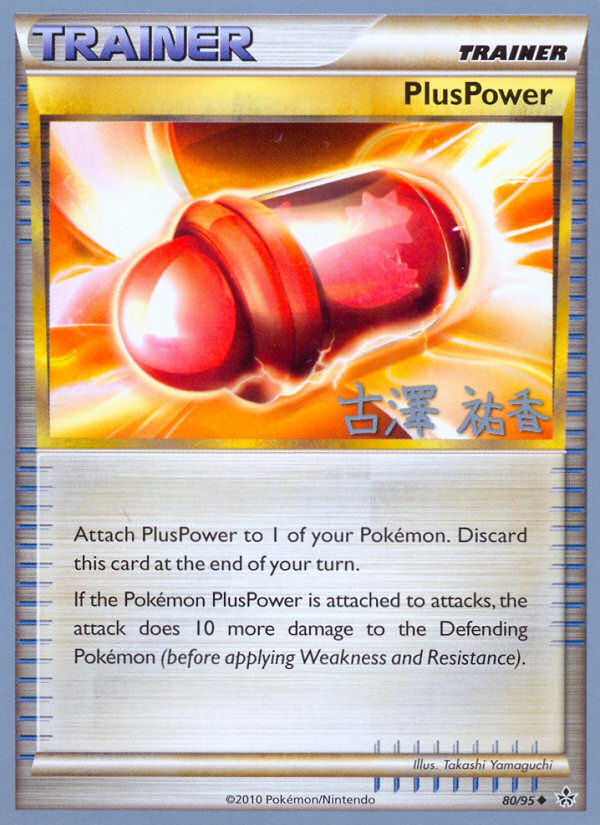 TRAINER
TRAINER
PlusPower
古澤 祐香
Attach PlusPower to 1 of your Pokémon. Discard
this card at the end of your turn.
If the Pokémon PlusPower is attached to attacks, the
attack does 10 more damage to the Defending
Pokémon (before applying Weakness and Resistance).
Illus. Takashi Yamaguchi
©2010 Pokémon/Nintendo
80/95